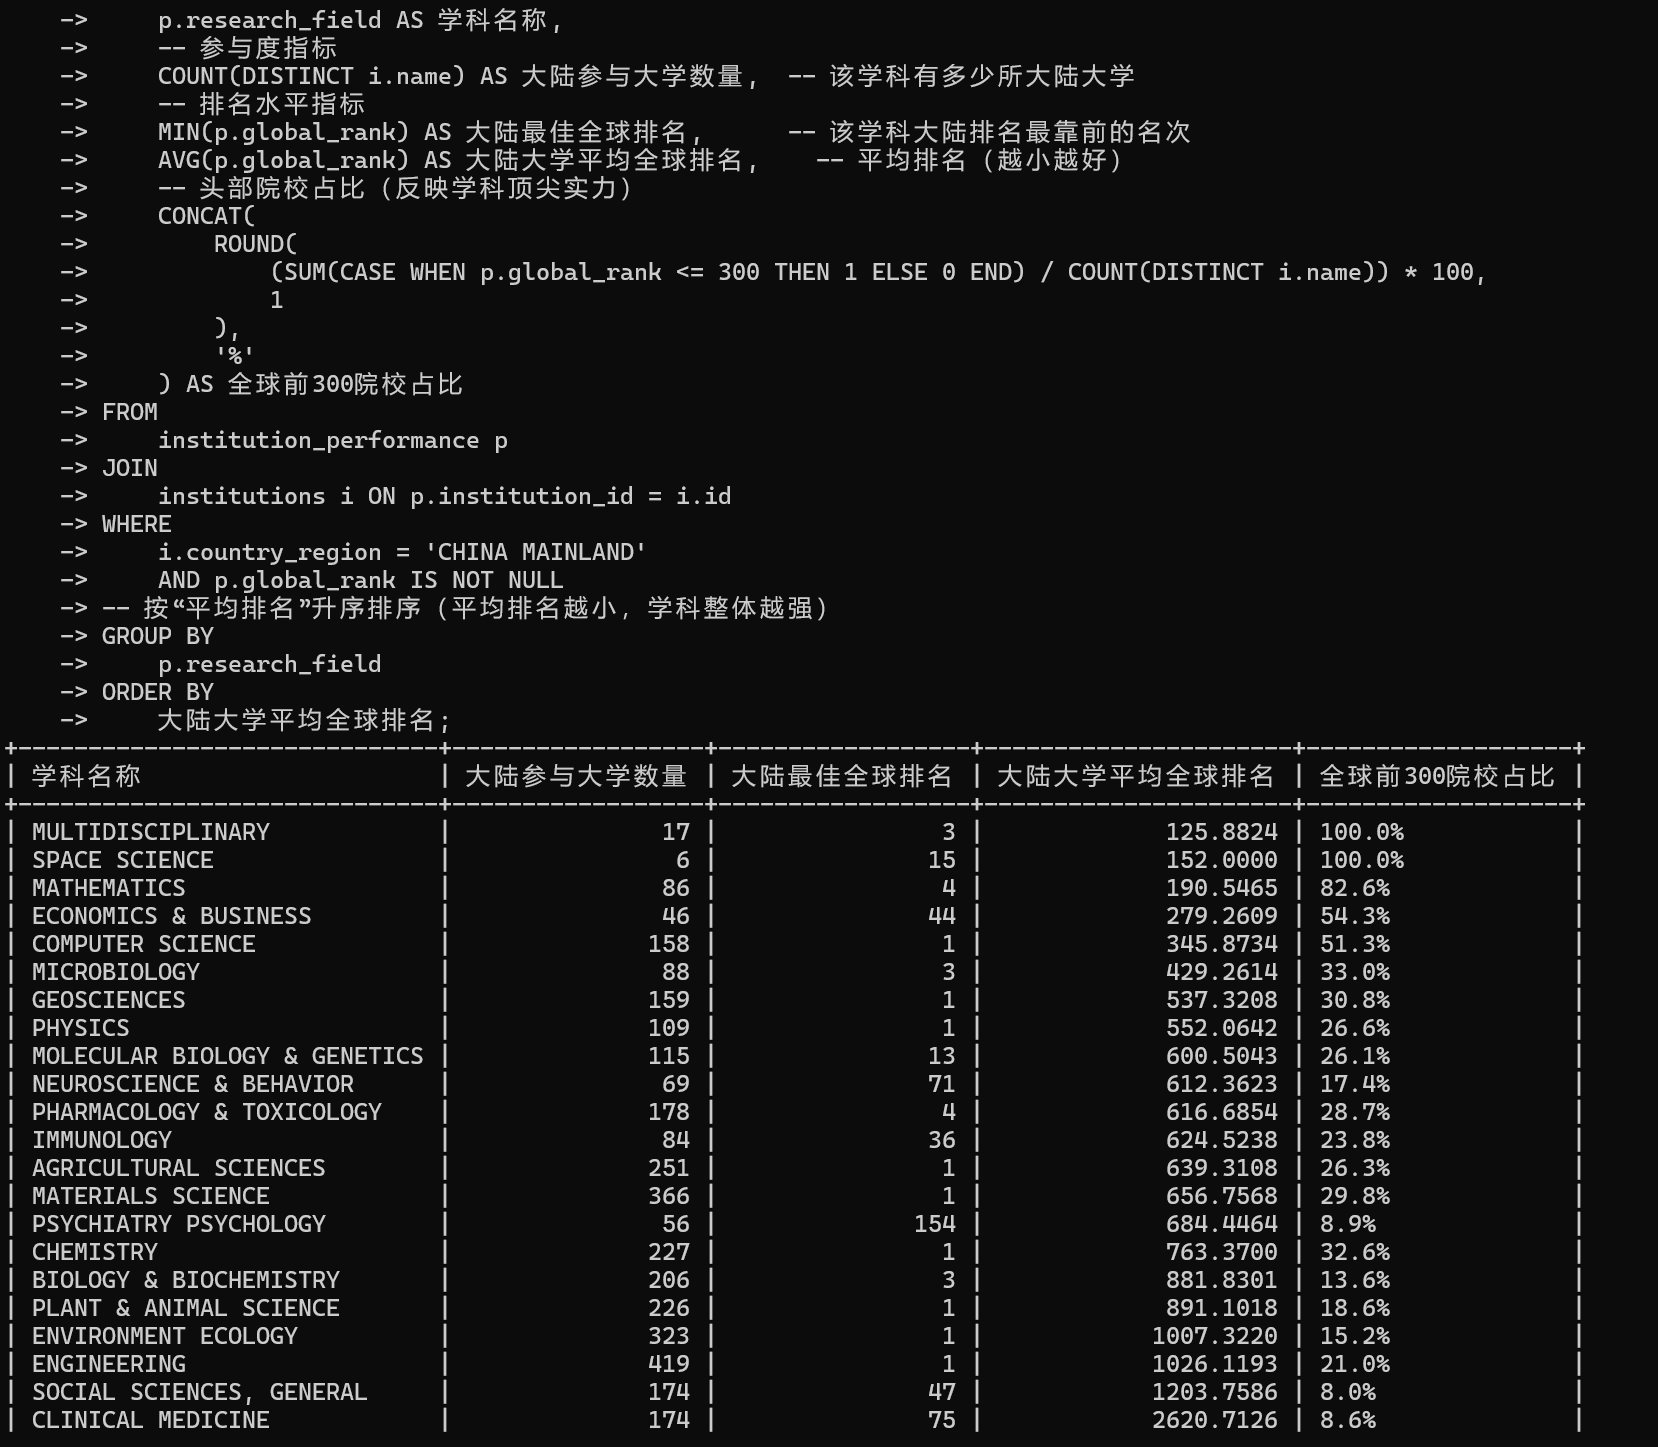 ->     p.research_field AS 学科名称,
->     -- 参与度指标
->     COUNT(DISTINCT i.name) AS 大陆参与大学数量,  -- 该学科有多少所大陆大学
->     -- 排名水平指标
->     MIN(p.global_rank) AS 大陆最佳全球排名,      -- 该学科大陆排名最靠前的名次
->     AVG(p.global_rank) AS 大陆大学平均全球排名,    -- 平均排名（越小越好）
->     -- 头部院校占比（反映学科顶尖实力）
->     CONCAT(
->         ROUND(
->             (SUM(CASE WHEN p.global_rank <= 300 THEN 1 ELSE 0 END) / COUNT(DISTINCT i.name)) * 100,
->             1
->         ),
->         '%'
->     ) AS 全球前300院校占比
-> FROM
->     institution_performance p
-> JOIN
->     institutions i ON p.institution_id = i.id
-> WHERE
->     i.country_region = 'CHINA MAINLAND'
->     AND p.global_rank IS NOT NULL
-> -- 按“平均排名”升序排序（平均排名越小，学科整体越强）
-> GROUP BY
->     p.research_field
-> ORDER BY
->     大陆大学平均全球排名;
+------------------------------+-------------------+-------------------+----------------------+-------------------+
| 学科名称 | 大陆参与大学数量 | 大陆最佳全球排名 | 大陆大学平均全球排名 | 全球前300院校占比 |
+------------------------------+-------------------+-------------------+----------------------+-------------------+
| MULTIDISCIPLINARY | 17 | 3 | 125.8824 | 100.0% |
| SPACE SCIENCE | 6 | 15 | 152.0000 | 100.0% |
| MATHEMATICS | 86 | 4 | 190.5465 | 82.6% |
| ECONOMICS & BUSINESS | 46 | 44 | 279.2609 | 54.3% |
| COMPUTER SCIENCE | 158 | 1 | 345.8734 | 51.3% |
| MICROBIOLOGY | 88 | 3 | 429.2614 | 33.0% |
| GEOSCIENCES | 159 | 1 | 537.3208 | 30.8% |
| PHYSICS | 109 | 1 | 552.0642 | 26.6% |
| MOLECULAR BIOLOGY & GENETICS | 115 | 13 | 600.5043 | 26.1% |
| NEUROSCIENCE & BEHAVIOR | 69 | 71 | 612.3623 | 17.4% |
| PHARMACOLOGY & TOXICOLOGY | 178 | 4 | 616.6854 | 28.7% |
| IMMUNOLOGY | 84 | 36 | 624.5238 | 23.8% |
| AGRICULTURAL SCIENCES | 251 | 1 | 639.3108 | 26.3% |
| MATERIALS SCIENCE | 366 | 1 | 656.7568 | 29.8% |
| PSYCHIATRY PSYCHOLOGY | 56 | 154 | 684.4464 | 8.9% |
| CHEMISTRY | 227 | 1 | 763.3700 | 32.6% |
| BIOLOGY & BIOCHEMISTRY | 206 | 3 | 881.8301 | 13.6% |
| PLANT & ANIMAL SCIENCE | 226 | 1 | 891.1018 | 18.6% |
| ENVIRONMENT ECOLOGY | 323 | 1 | 1007.3220 | 15.2% |
| ENGINEERING | 419 | 1 | 1026.1193 | 21.0% |
| SOCIAL SCIENCES, GENERAL | 174 | 47 | 1203.7586 | 8.0% |
| CLINICAL MEDICINE | 174 | 75 | 2620.7126 | 8.6% |